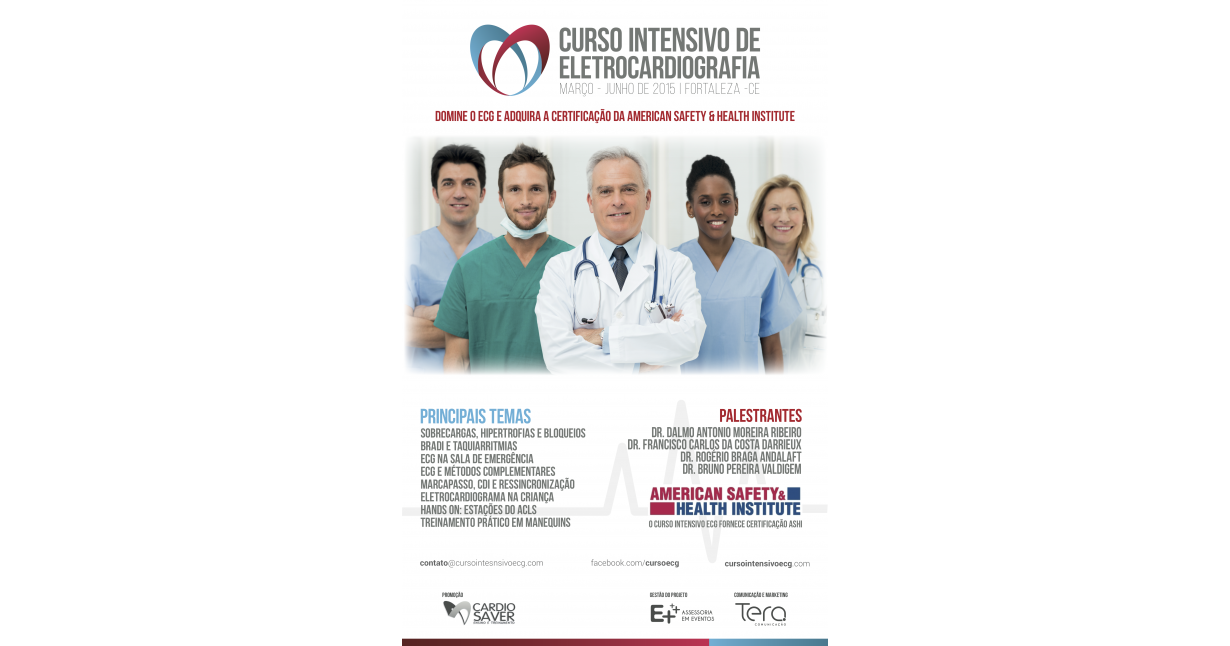 CURSO INTENSIVO DE
ELETROCARDIOGRAFIA
MARÇO - JUNHO DE 2015 | FORTALEZA -CE
DOMINE O ECG E ADQUIRA A CERTIFICAÇÃO DA AMERICAN SAFETY & HEALTH INSTITUTE
PRINCIPAIS TEMAS
SOBRECARGAS, HIPERTROFIAS E BLOQUEIOS
BRADI E TAQUIARRITMIAS
ECG NA SALA DE EMERGÊNCIA
ECG E MÉTODOS COMPLEMENTARES
MARCAPASSO, CDI E RESSINCRONIZAÇÃO
ELETROCARDIOGRAMA NA CRIANÇA
HANDS ON: ESTAÇÕES DO ACLS
TREINAMENTO PRÁTICO EM MANEQUINS
PALESTRANTES
DR. DALMO ANTONIO MOREIRA RIBEIRO
DR. FRANCISCO CARLOS DA COSTA DARRIEUX
DR. ROGÉRIO BRAGA ANDALAFT
DR. BRUNO PEREIRA VALDIGEM
AMERICAN SAFETY&
HEALTH INSTITUTE
O CURSO INTENSIVO ECG FORNECE CERTIFICAÇÃO ASHI
contato@cursointesnsivoecg.com
facebook.com/cursoecg
cursointensivoecg.com
PROMOÇÃO
CARDIO
SAVER
ENSINO E TREINAMENTO
GESTÃO DO PROJETO
E++
ASSESSORIA
EM EVENTOS
COMUNICAÇÃO E MARKETING
Tera
COMUNICAÇÃO